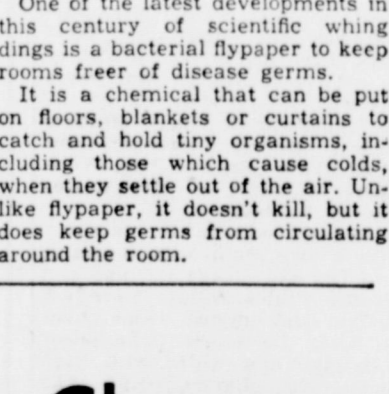 One of the latest developments in
this century of scientific whing
dings is a bacterial flypaper to keep
rooms freer of disease germs.
It is a chemical that can be put
on floors, blankets or curtains to
catch and hold tiny organisms, in-
cluding those which cause colds,
when they settle out of the air. Un-
like flypaper, it doesn't kill, but it
does keep germs from circulating
around the room.